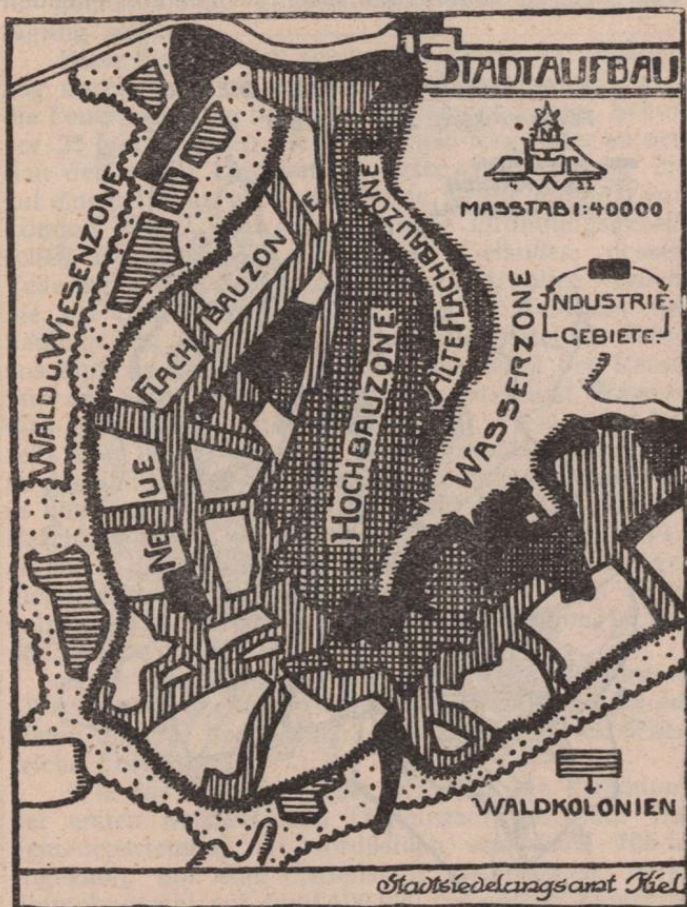 STADTAUFBAU
MASSTAB 1:40000
INDUSTRIE-
GEBIETE.
WALD U. WIESENZONE
NEUE FLACHBAUZONE
HOCHBAUZONE
ALTE FLACHBAUZONE
WASSERZONE
WALDKOLONIEN
Stadtsiedelungsamt Kiel